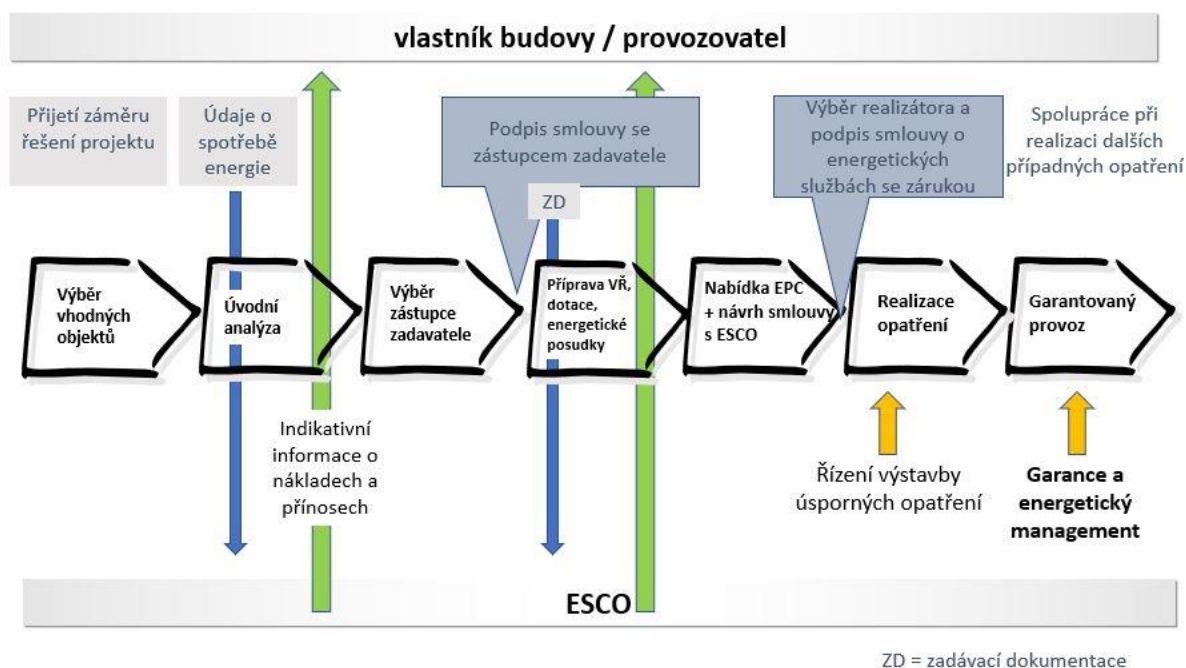 vlastník budovy / provozovatel
Přijetí záměru
řešení projektu
Údaje o
spotřebě
energie
Podpis smlouvy se
zástupcem zadavatele
Výběr realizátora a
podpis smlouvy o
energetických
službách se zárukou
Spolupráce při
realizaci dalších
případných opatření
ZD
Výběr
vhodných
objektů
Úvodní
analýza
Výběr
zástupce
zadavatele
Příprava VŘ,
dotace,
energetické
posudky
Nabídka EPC
+ návrh smlouvy
s ESCO
Realizace
opatření
Garantovaný
provoz
Indikativní
informace o
nákladech a
přínosech
Řízení výstavby
úsporných opatření
Garance a
energetický
management
ESCO
ZD = zadávací dokumentace